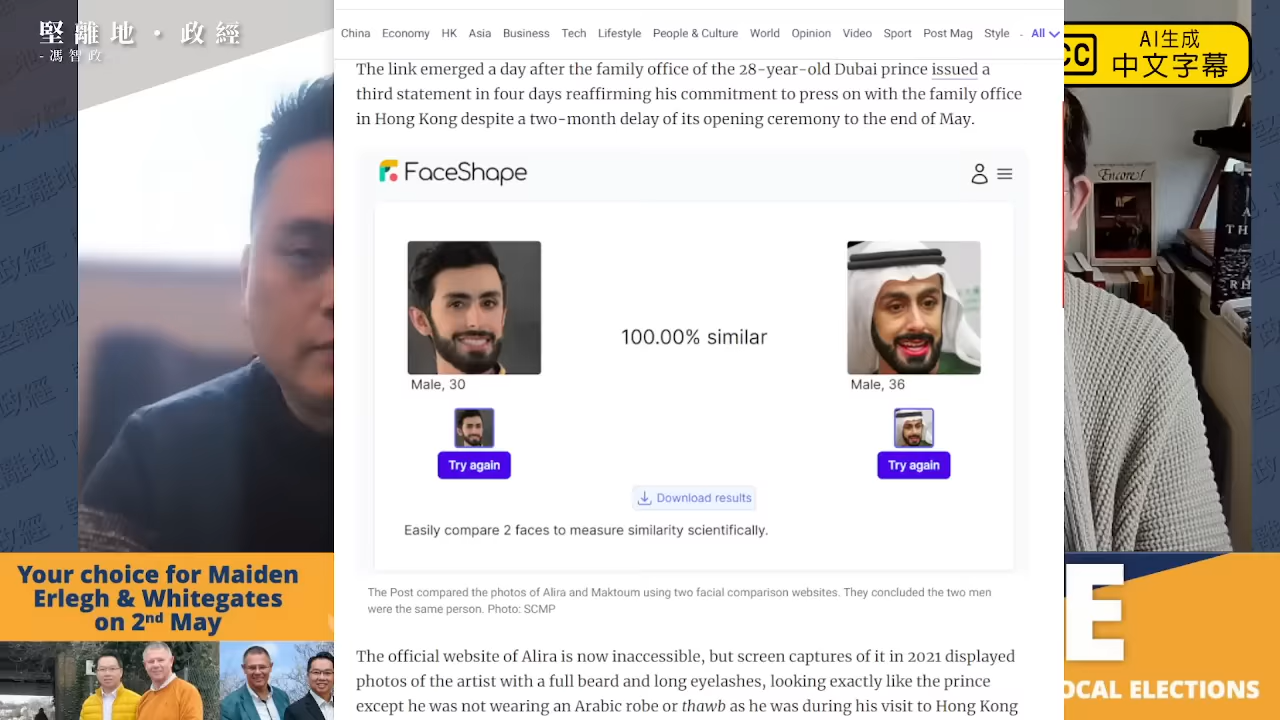 堅離地・政經
- 馮智政
China Economy HK Asia Business Tech Lifestyle People & Culture World Opinion Video Sport Post Mag Style - All
CC
AI生成
中文字幕
The link emerged a day after the family office of the 28-year-old Dubai prince issued a
third statement in four days reaffirming his commitment to press on with the family office
in Hong Kong despite a two-month delay of its opening ceremony to the end of May.
FaceShape
Encore!
100.00% similar
Male, 30
Male, 36
Try again
Try again
Download results
Easily compare 2 faces to measure similarity scientifically.
The Post compared the photos of Alira and Maktoum using two facial comparison websites. They concluded the two men
were the same person. Photo: SCMP
Your choice for Maiden
Erlegh & Whitegates
on 2nd May
E
OCAL ELECTIONS
The official website of Alira is now inaccessible, but screen captures of it in 2021 displayed
photos of the artist with a full beard and long eyelashes, looking exactly like the prince
except he was not wearing an Arabic robe or thawb as he was during his visit to Hong Kong